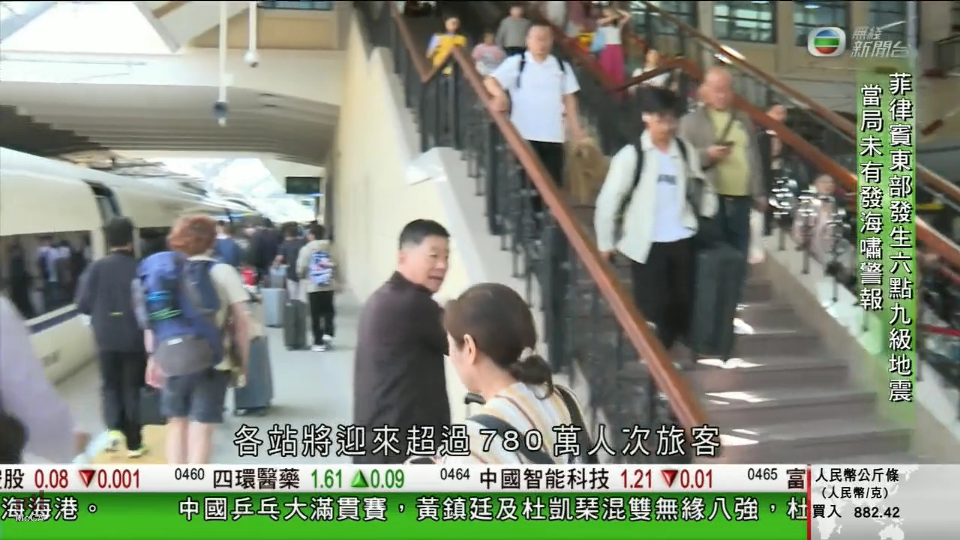 無綫
新聞台
菲律賓東部發生六點九級地震
當局未有發海嘯警報
各站將迎來超過780萬人次旅客
股 0.08 ▼0.001 0460 四環醫藥 1.61 ▲0.09 0464 中國智能科技 1.21 ▼0.01 0465 富
海海港。 中國乒乓大滿貫賽，黃鎮廷及杜凱琹混雙無緣八強，杜
人民幣公斤條
(人民幣/克)
買入 882.42